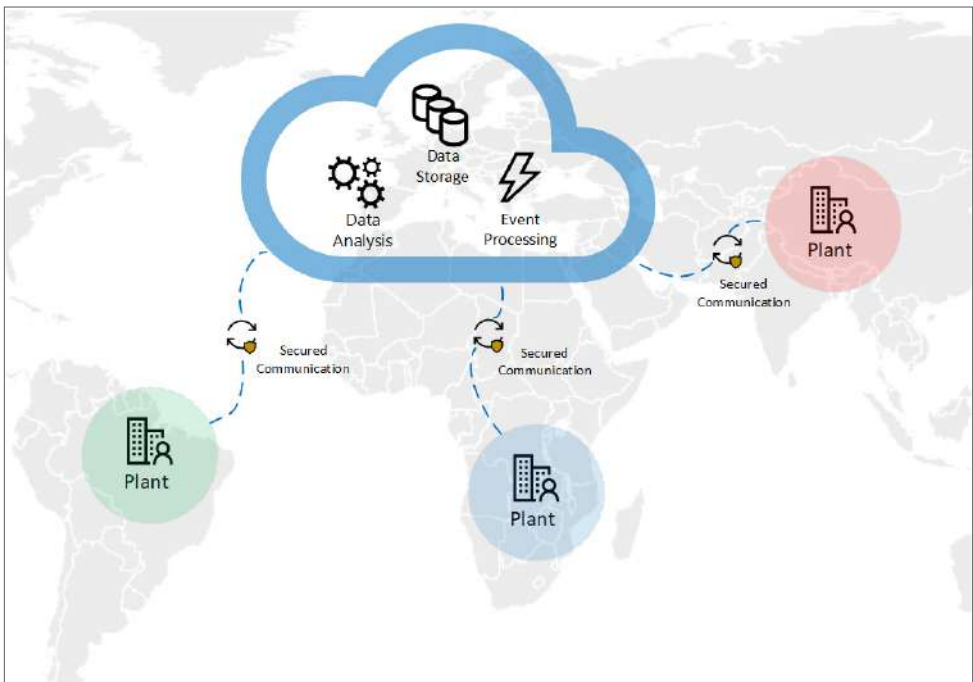 Data
Storage
Data
Analysis
Event
Processing
Plant
Secured
Communication
Secured
Communication
Secured
Communication
Plant
Plant